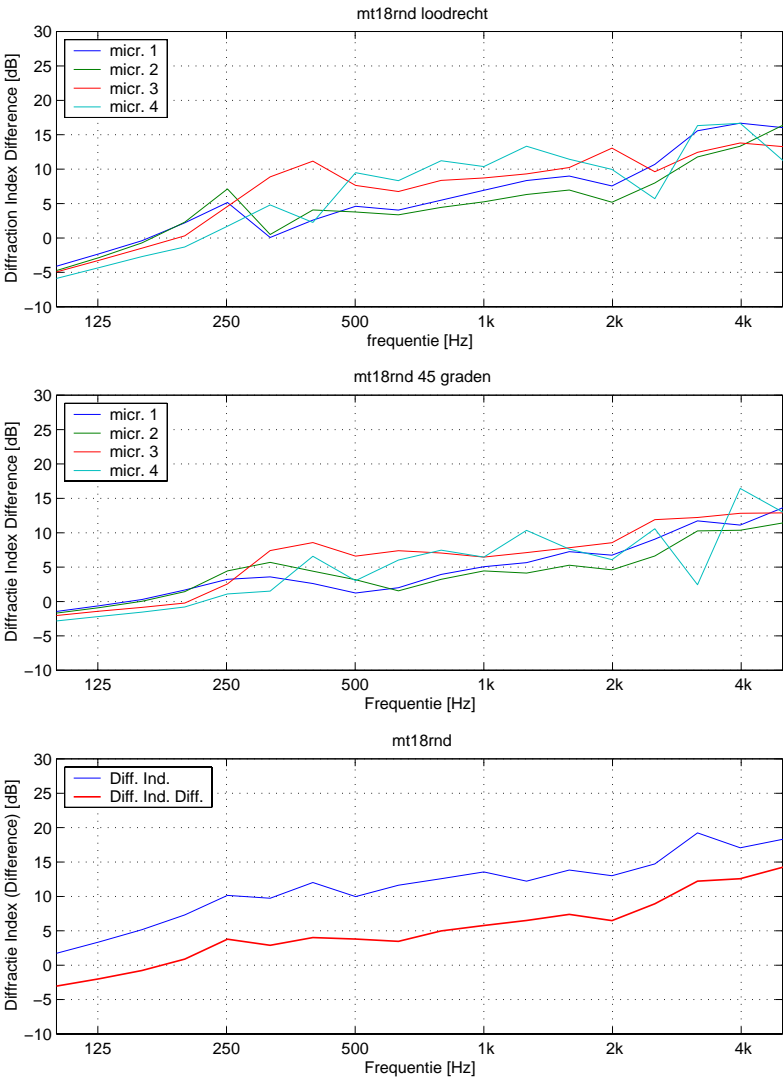 mt18rnd loodrecht
30
25
20
15
10
5
0
−5
−10
Diffraction Index Difference [dB]
micr. 1
micr. 2
micr. 3
micr. 4
125
250
500
1k
2k
4k
frequentie [Hz]
mt18rnd 45 graden
30
25
20
15
10
5
0
−5
−10
Diffractie Index Difference [dB]
micr. 1
micr. 2
micr. 3
micr. 4
125
250
500
1k
2k
4k
Frequentie [Hz]
mt18rnd
30
25
20
15
10
5
0
−5
−10
Diffractie Index (Difference) [dB]
Diff. Ind.
Diff. Ind. Diff.
125
250
500
1k
2k
4k
Frequentie [Hz]